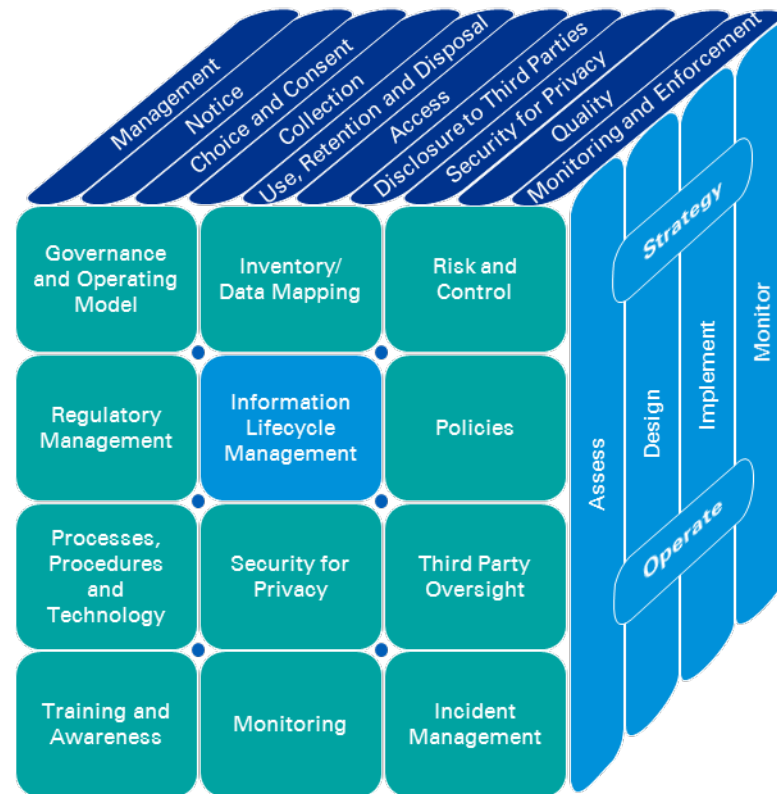 Management
Notice
Choice and Consent
Collection
Use, Retention and Disposal
Access
Disclosure to Third Parties
Security for Privacy
Quality
Monitoring and Enforcement
Governance
and Operating
Model
Inventory/
Data Mapping
Risk and
Control
Regulatory
Management
Information
Lifecycle
Management
Policies
Processes,
Procedures
and
Technology
Security for
Privacy
Third Party
Oversight
Training and
Awareness
Monitoring
Incident
Management
Assess
Design
Implement
Monitor
Strategy
Operate